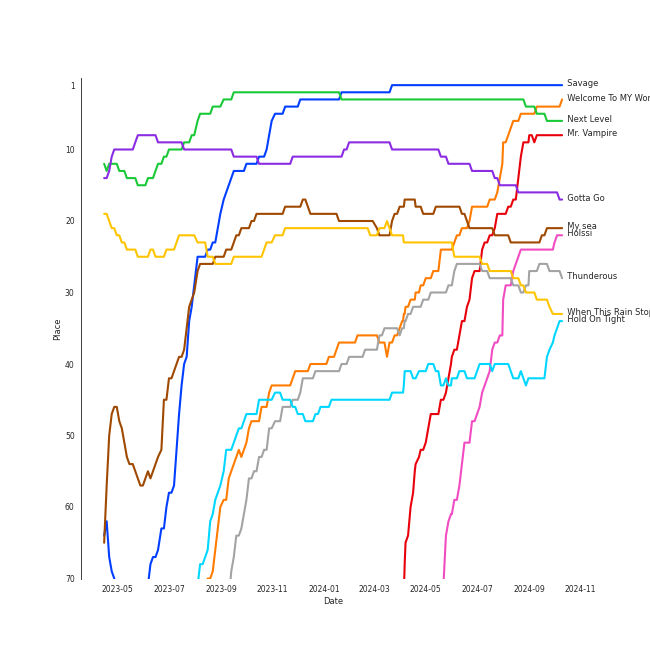 1
10
20
30
40
50
60
70
Place
2023-05
2023-07
2023-09
2023-11
2024-01
2024-03
2024-05
2024-07
2024-09
2024-11
Date
Savage
Welcome To MY Wor
Next Level
Mr. Vampire
Gotta Go
My sea
Holssi
Thunderous
When This Rain Stop
Hold On Tight